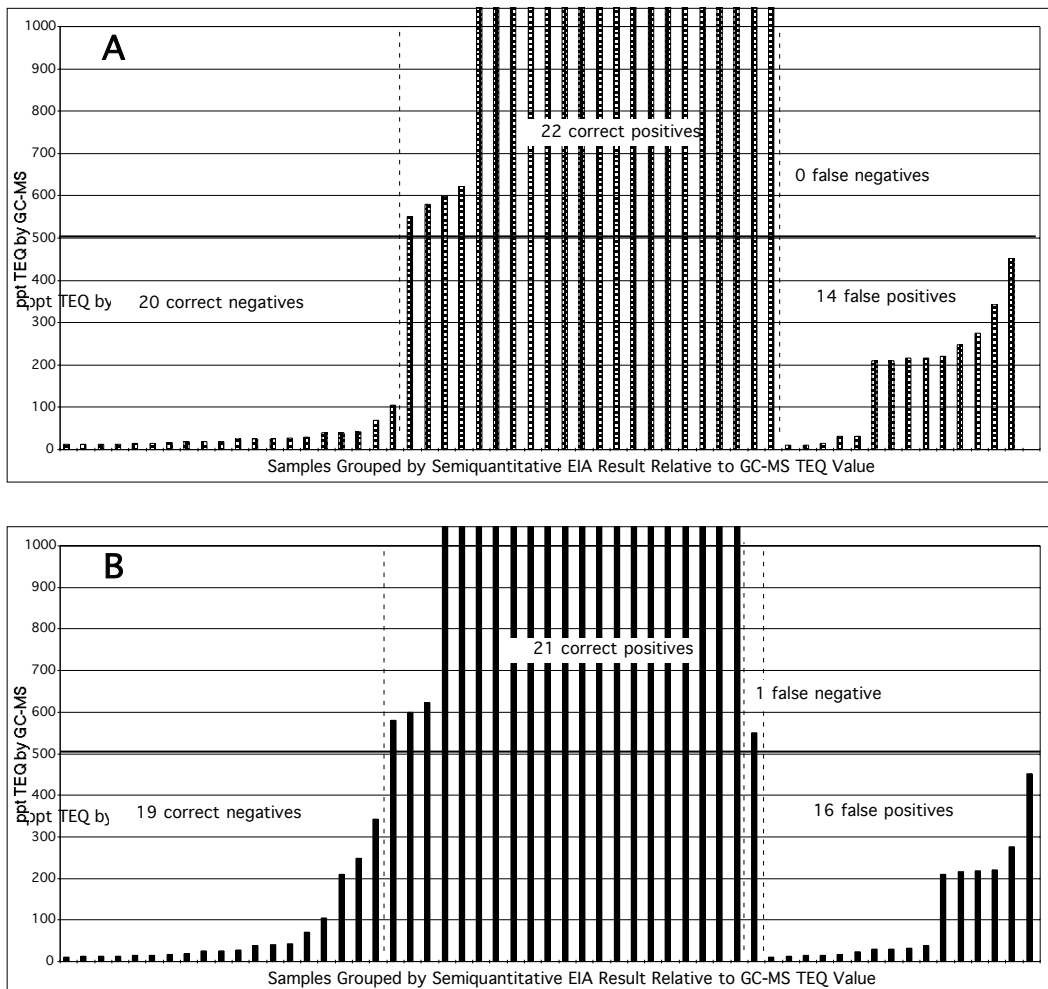 A
1000
900
800
700
600
500
400
300
200
100
0
ppt TEQ by GC-MS
ppt TEQ by
22 correct positives
0 false negatives
20 correct negatives
14 false positives
Samples Grouped by Semiquantitative EIA Result Relative to GC-MS TEQ Value
B
1000
900
800
700
600
500
400
300
200
100
0
ppt TEQ by GC-MS
ppt TEQ by
21 correct positives
1 false negative
19 correct negatives
16 false positives
Samples Grouped by Semiquantitative EIA Result Relative to GC-MS TEQ Value